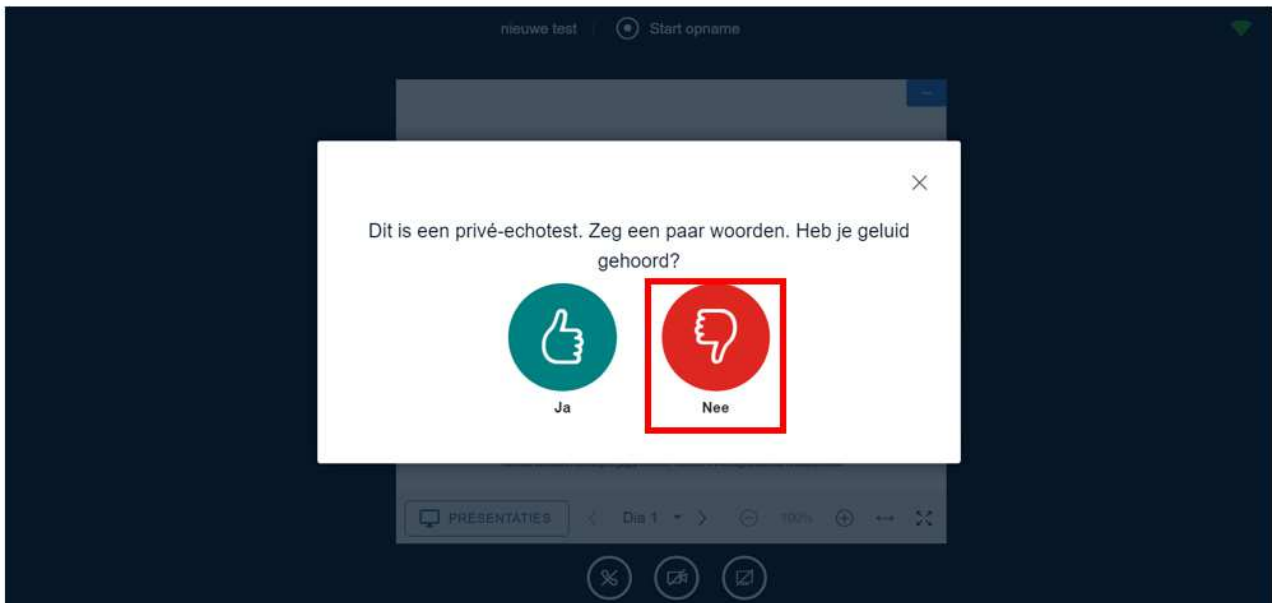 nieuwe test
Start opname
Dit is een privé-echotest. Zeg een paar woorden. Heb je geluid
gehoord?
Ja
Nee
PRESENTATIES
Dia 1
100%